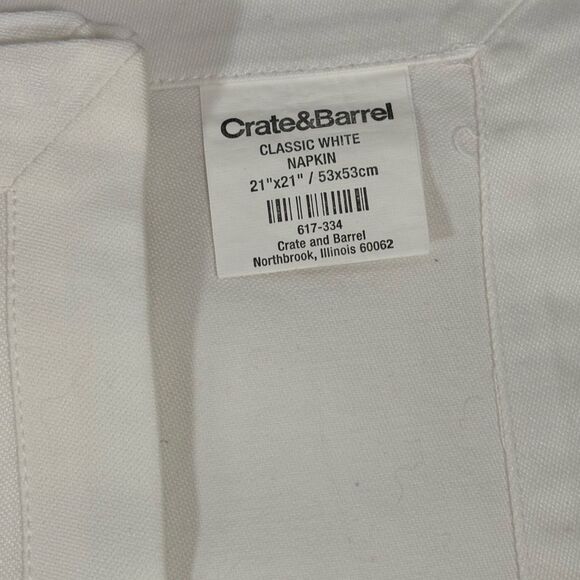 Crate&Barrel
CLASSIC WHITE
NAPKIN
21"x21" / 53x53cm
617-334
Crate and Barrel
Northbrook, Illinois 60062